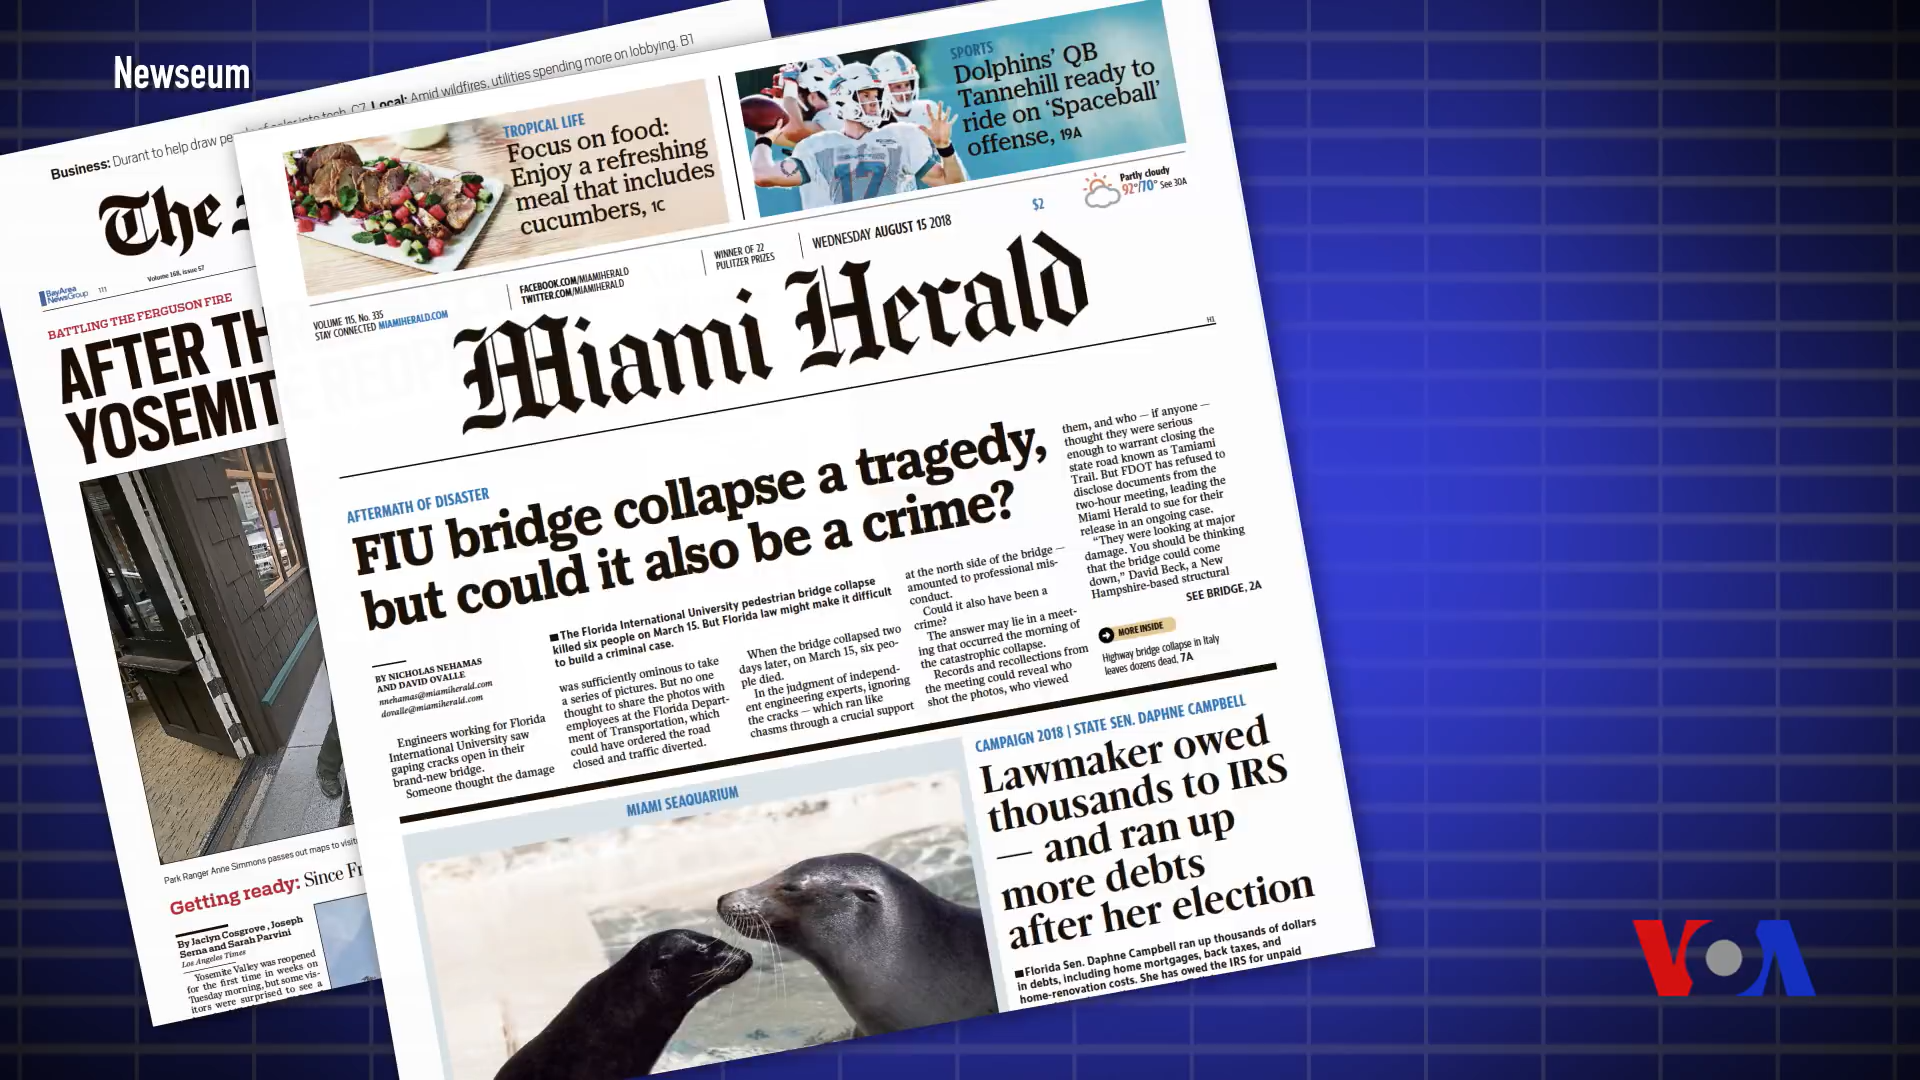 Newseum
Business: Durant to help draw
C7 Local: Amid wildfires, utilities spending more on lobbying. B1
The
Volume 168, issue 57
BayArea
NewsGroup
111
BATTLING THE FERGUSON FIRE
AFTER TH
YOSEMIT
Park Ranger Anne Simmons passes out maps to
Getting ready: Since Fr
By Jaclyn Cosgrove, Joseph
Serna and Sarah Parvini
Los Angeles Times
Yosemite Valley was reopened
for the first time in weeks on
Tuesday morning, but some vis-
itors were surprised to see a
TROPICAL LIFE
Focus on food:
Enjoy a refreshing
meal that includes
cucumbers, 1C
SPORTS
Dolphins' QB
Tannehill ready to
ride on 'Spaceball'
offense, 19A
17
Partly cloudy
92°/70° See 30A
$2
WEDNESDAY AUGUST 15 2018
WINNER OF 22
PULITZER PRIZES
FACEBOOK.COM/MIAMIHERALD
TWITTER.COM/MIAMIHERALD
VOLUME 115, No. 335
STAY CONNECTED MIAMIHERALD.COM
H1
Miami Herald
AFTERMATH OF DISASTER
FIU bridge collapse a tragedy,
but could it also be a crime?
■ The Florida International University pedestrian bridge collapse
killed six people on March 15. But Florida law might make it difficult
to build a criminal case.
BY NICHOLAS NEHAMAS
AND DAVID OVALLE
nnehamas@miamiherald.com
dovalle@miamiherald.com
Engineers working for Florida
International University saw
gaping cracks open in their
brand-new bridge.
Someone thought the damage
was sufficiently ominous to take
a series of pictures. But no one
thought to share the photos with
employees at the Florida Depart-
ment of Transportation, which
could have ordered the road
closed and traffic diverted.
When the bridge collapsed two
days later, on March 15, six peo-
ple died.
In the judgment of independ-
ent engineering experts, ignoring
the cracks — which ran like
chasms through a crucial support
at the north side of the bridge —
amounted to professional mis-
conduct.
Could it also have been a
crime?
The answer may lie in a meet-
ing that occurred the morning of
the catastrophic collapse.
Records and recollections from
the meeting could reveal who
shot the photos, who viewed
them, and who — if anyone —
thought they were serious
enough to warrant closing the
state road known as Tamiami
Trail. But FDOT has refused to
disclose documents from the
two-hour meeting, leading the
Miami Herald to sue for their
release in an ongoing case.
"They were looking at major
damage. You should be thinking
that the bridge could come
down," David Beck, a New
Hampshire-based structural
SEE BRIDGE, 2A
MORE INSIDE
Highway bridge collapse in Italy
leaves dozens dead, 7A
MIAMI SEAQUARIUM
CAMPAIGN 2018 | STATE SEN. DAPHNE CAMPBELL
Lawmaker owed
thousands to IRS
— and ran up
more debts
after her election
■ Florida Sen. Daphne Campbell ran up thousands of dollars
in debts, including home mortgages, back taxes, and
home-renovation costs. She has owed the IRS for unpaid
VOA